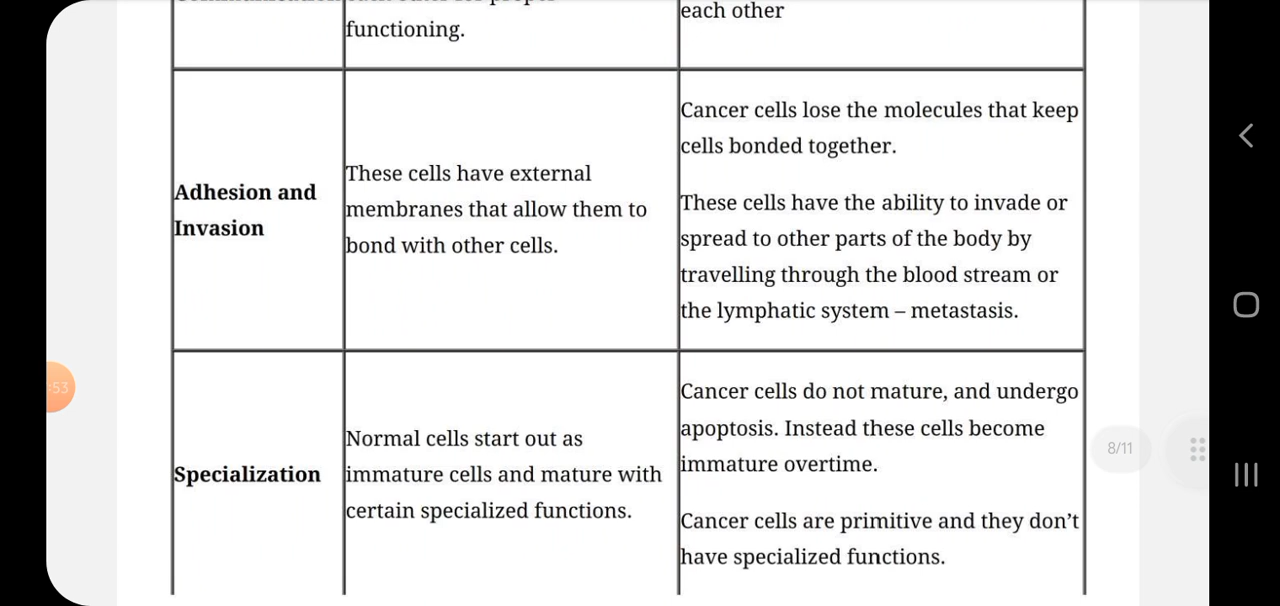 functioning.
each other
Adhesion and
Invasion
These cells have external
membranes that allow them to
bond with other cells.
Cancer cells lose the molecules that keep
cells bonded together.
These cells have the ability to invade or
spread to other parts of the body by
travelling through the blood stream or
the lymphatic system – metastasis.
Specialization
Normal cells start out as
immature cells and mature with
certain specialized functions.
Cancer cells do not mature, and undergo
apoptosis. Instead these cells become
immature overtime.
Cancer cells are primitive and they don’t
have specialized functions.
:53
8/11